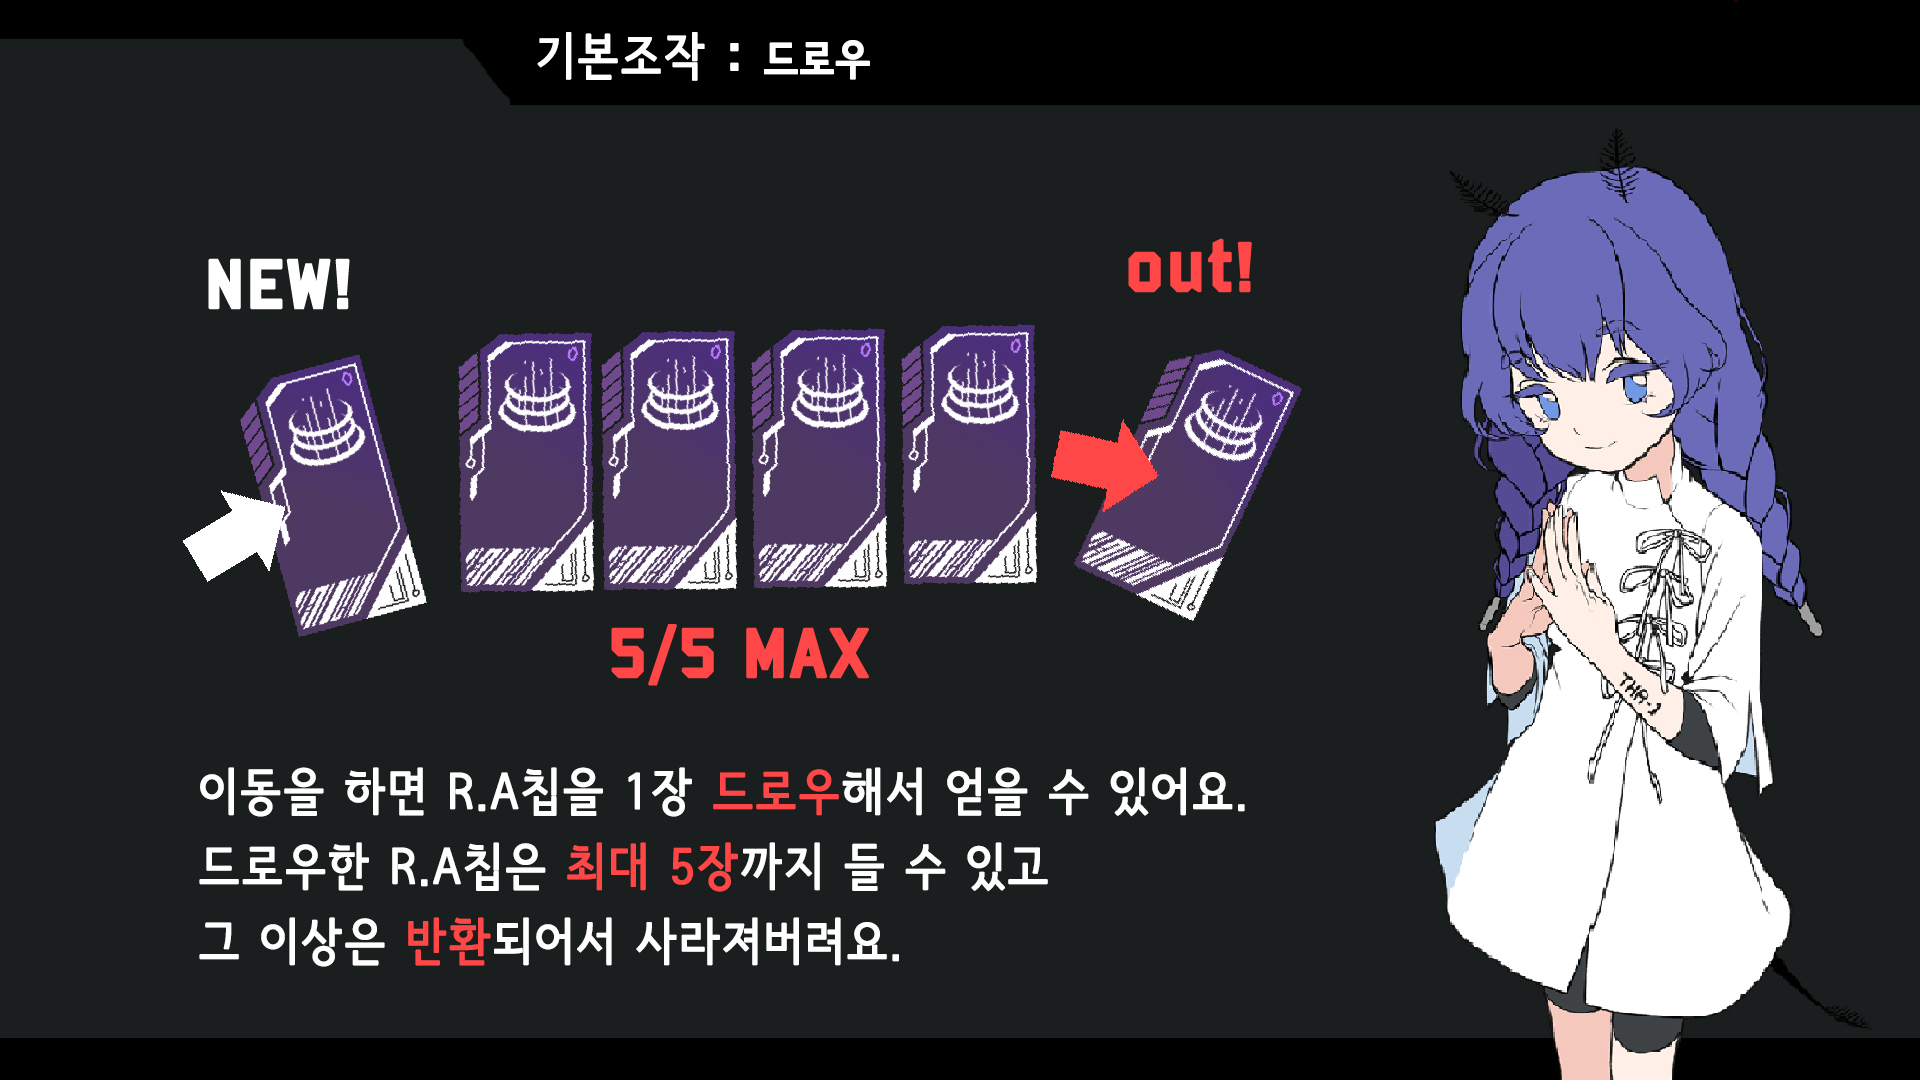 기본조작 : 드로우
NEW!
out!
5/5 MAX
이동을 하면 R.A칩을 1장 드로우해서 얻을 수 있어요.
드로우한 R.A칩은 최대 5장까지 들 수 있고
그 이상은 반환되어서 사라져버려요.